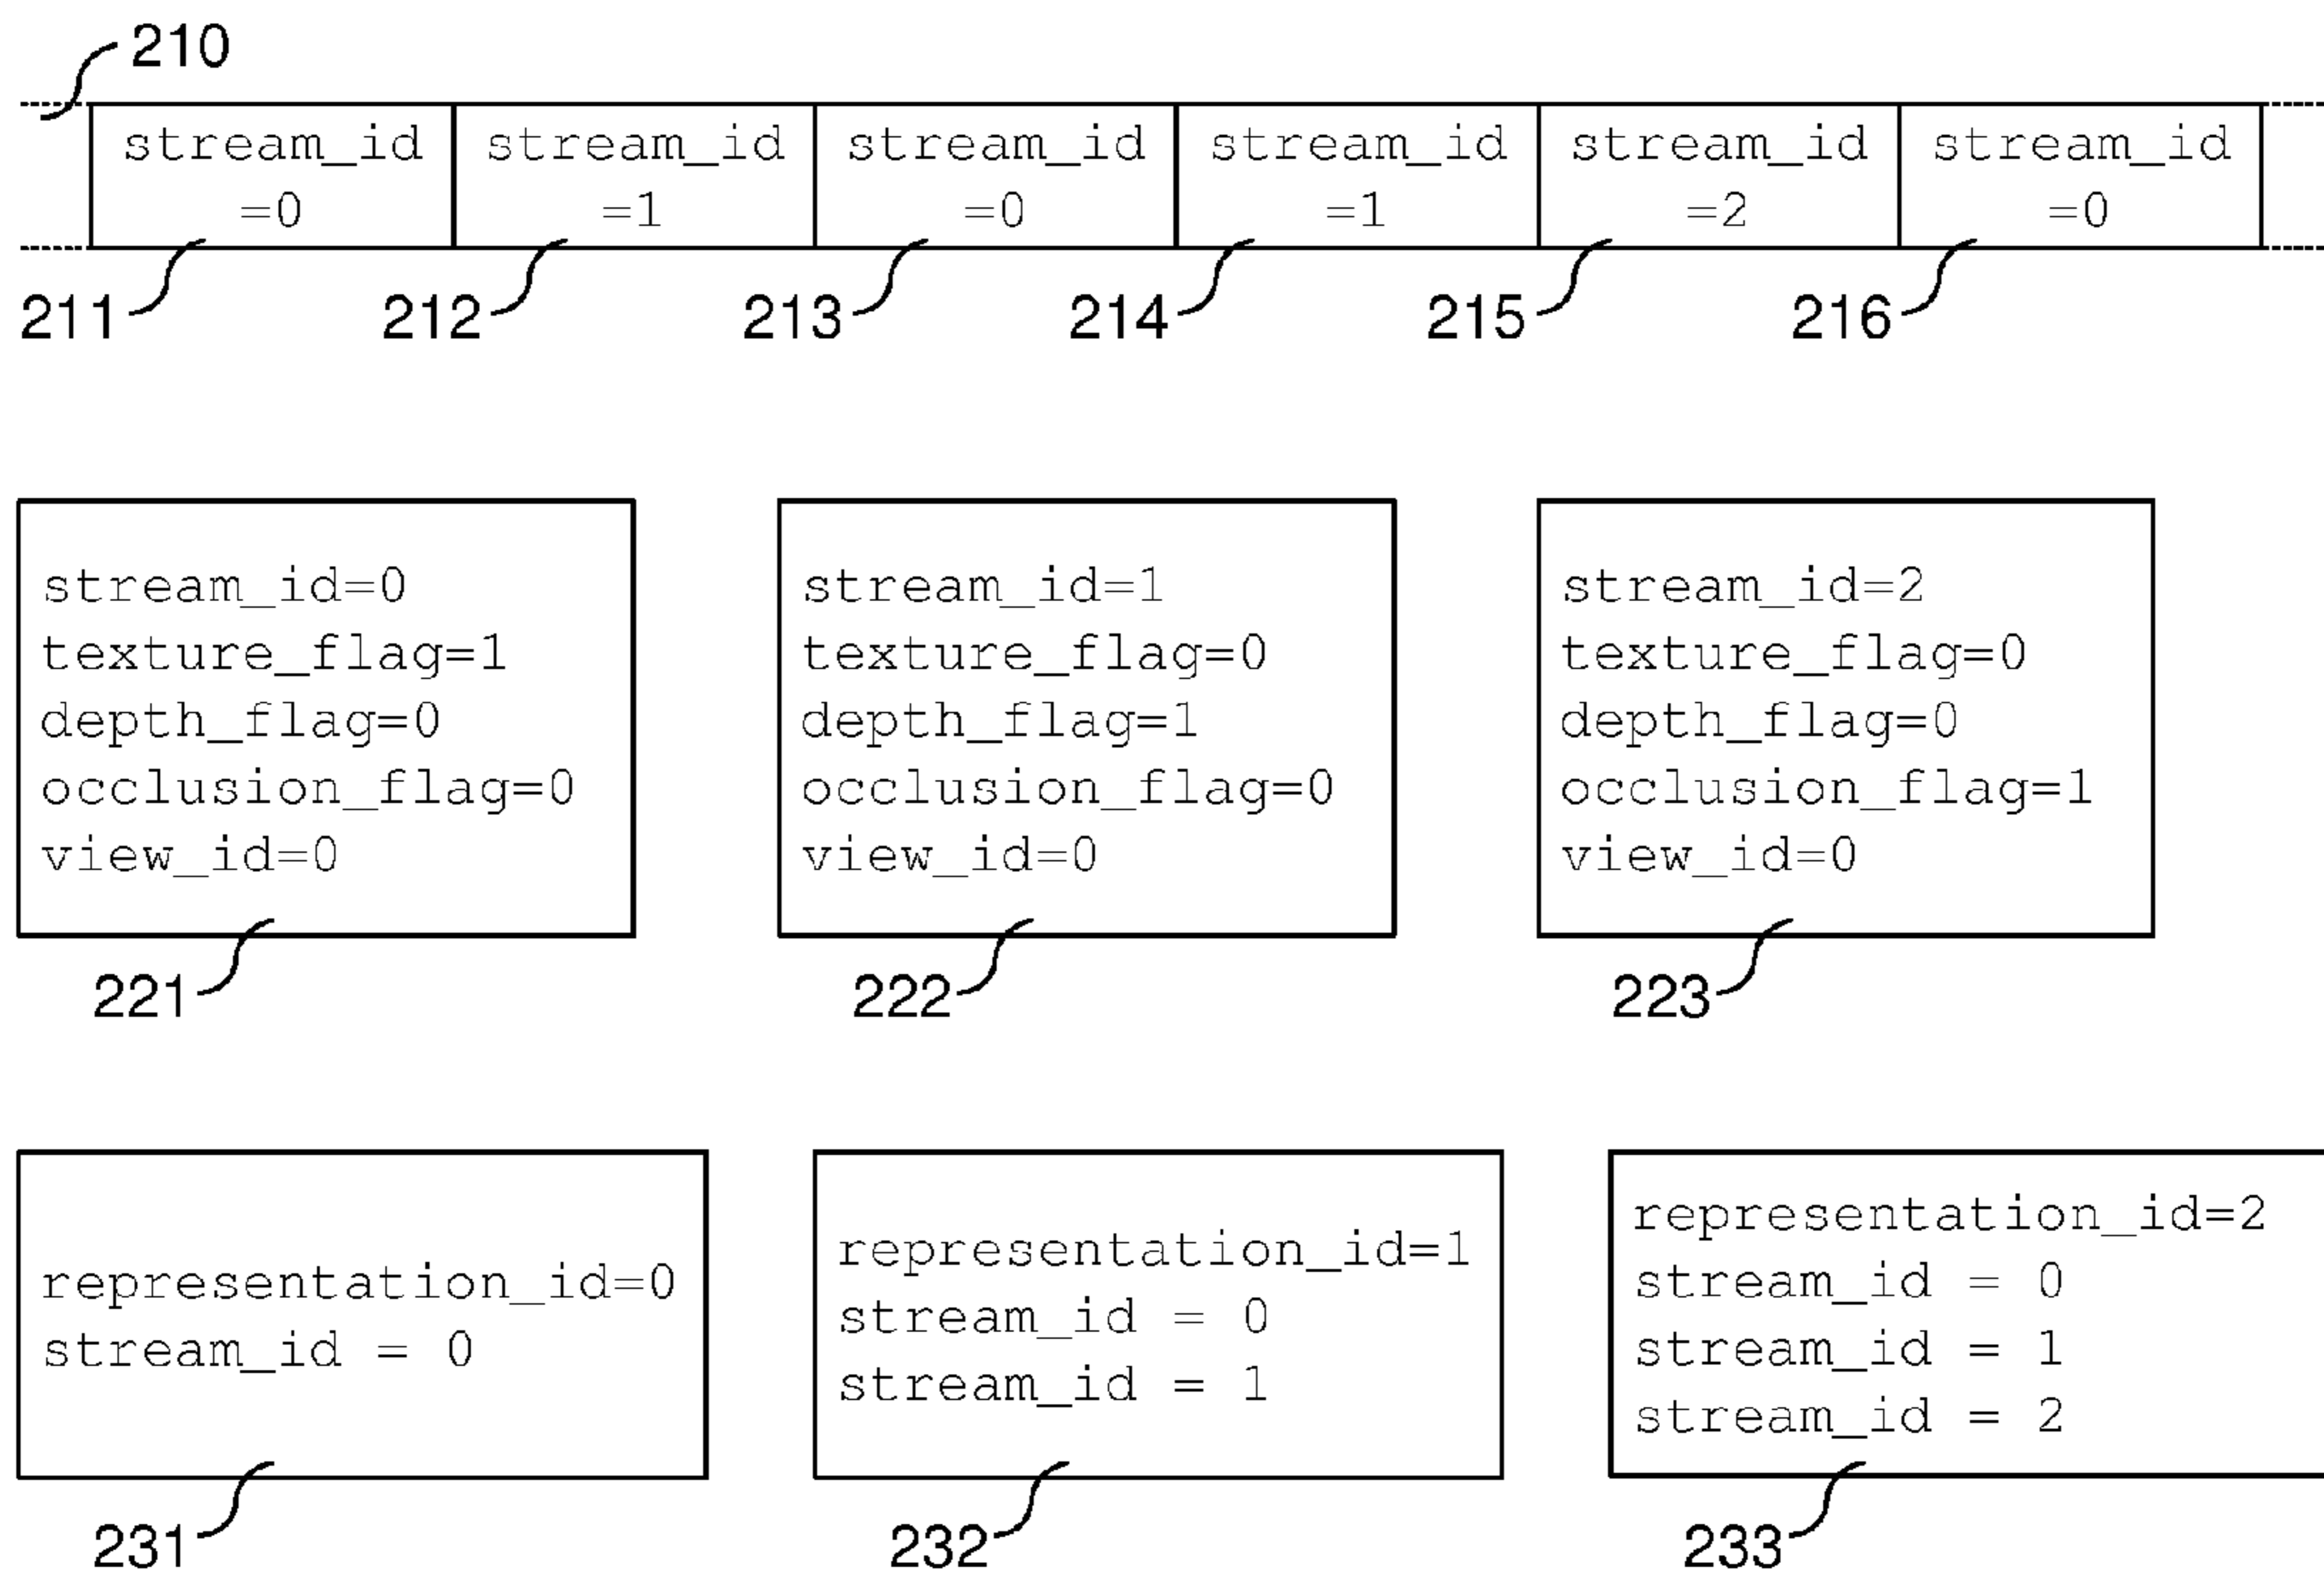 210
stream_id stream_id stream_id stream_id stream_id stream_id
=0 =1 =0 =1 =2 =0
211 212 213 214 215 216
stream_id=0
texture_flag=1
depth_flag=0
occlusion_flag=0
view_id=0
221
stream_id=1
texture_flag=0
depth_flag=1
occlusion_flag=0
view_id=0
222
stream_id=2
texture_flag=0
depth_flag=0
occlusion_flag=1
view_id=0
223
representation_id=0
stream_id = 0
231
representation_id=1
stream_id = 0
stream_id = 1
232
representation_id=2
stream_id = 0
stream_id = 1
stream_id = 2
233